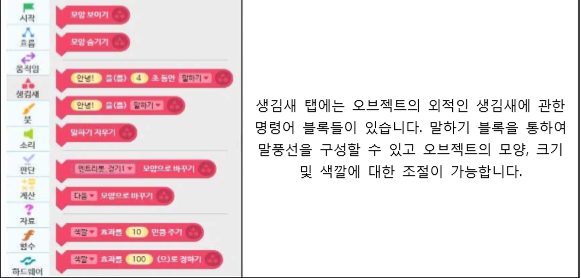 시작
흐름
움직임
생김새
붓
소리
판단
계산
자료
함수
하드웨어
모양 보이기
모양 숨기기
안녕! 을(를) 4 초 동안 말하기
안녕! 을(를) 말하기
말하기 지우기
엔트리봇 걷기1 모양으로 바꾸기
다음 모양으로 바꾸기
색깔 효과를 10 만큼 주기
색깔 효과를 100 (으)로 정하기
생김새 탭에는 오브젝트의 외적인 생김새에 관한
명령어 블록들이 있습니다. 말하기 블록을 통하여
말풍선을 구성할 수 있고 오브젝트의 모양, 크기
및 색깔에 대한 조절이 가능합니다.